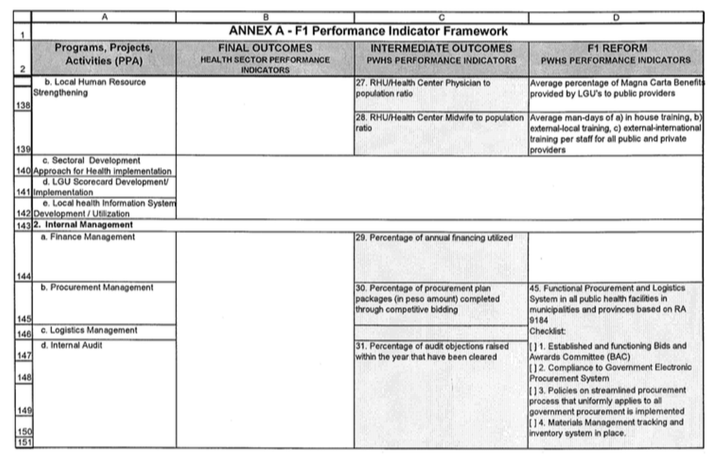 A B C D
1 ANNEX A - F1 Performance Indicator Framework
Programs, Projects, FINAL OUTCOMES INTERMEDIATE OUTCOMES F1 REFORM
Activities (PPA) HEALTH SECTOR PERFORMANCE PWHS PERFORMANCE INDICATORS PWHS PERFORMANCE INDICATORS
2 INDICATORS
b. Local Human Resource 27. RHU/Health Center Physician to Average percentage of Magna Carta Benefits
Strengthening population ratio provided by LGU's to public providers
138
28. RHU/Health Center Midwife to population Average man-days of a) in house training, b)
ratio external-local training, c) external-international
training per staff for all public and private
139 providers
c. Sectoral Development
140 Approach for Health implementation
d. LGU Scorecard Development/
141 Implementation
e. Local health Information System
142 Development / Utilization
143 2. Internal Management
a. Finance Management 29. Percentage of annual financing utilized
144
b. Procurement Management 30. Percentage of procurement plan 45. Functional Procurement and Logistics
packages (in peso amount) completed System in all public health facilities in
through competitive bidding municipalities and provinces based on RA
145 9184
146 c. Logistics Management Checklist:
d. Internal Audit 31. Percentage of audit objections raised [ ] 1. Established and functioning Bids and
147 within the year that have been cleared Awrards Committee (BAC)
[ ] 2. Compliance to Government Electronic
148 Procurement System
[ ] 3. Policies on streamlined procurement
process that uniformly applies to all
149 government procurement is implemented
[ ] 4. Materials Management tracking and
150 inventory system in place.
151